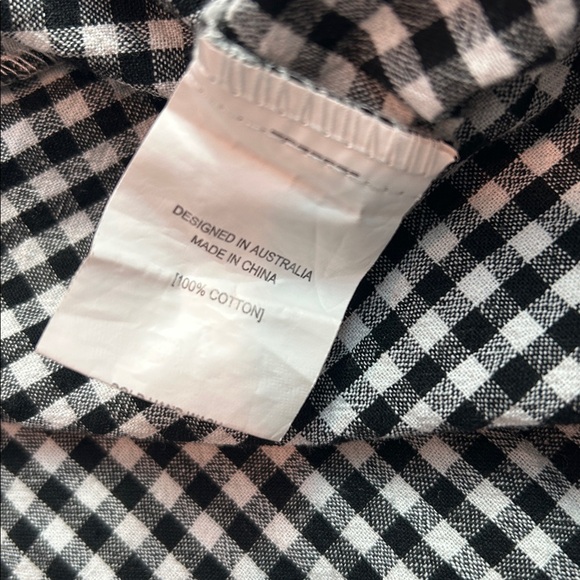 DESIGNED IN AUSTRALIA
MADE IN CHINA
[100% COTTON]